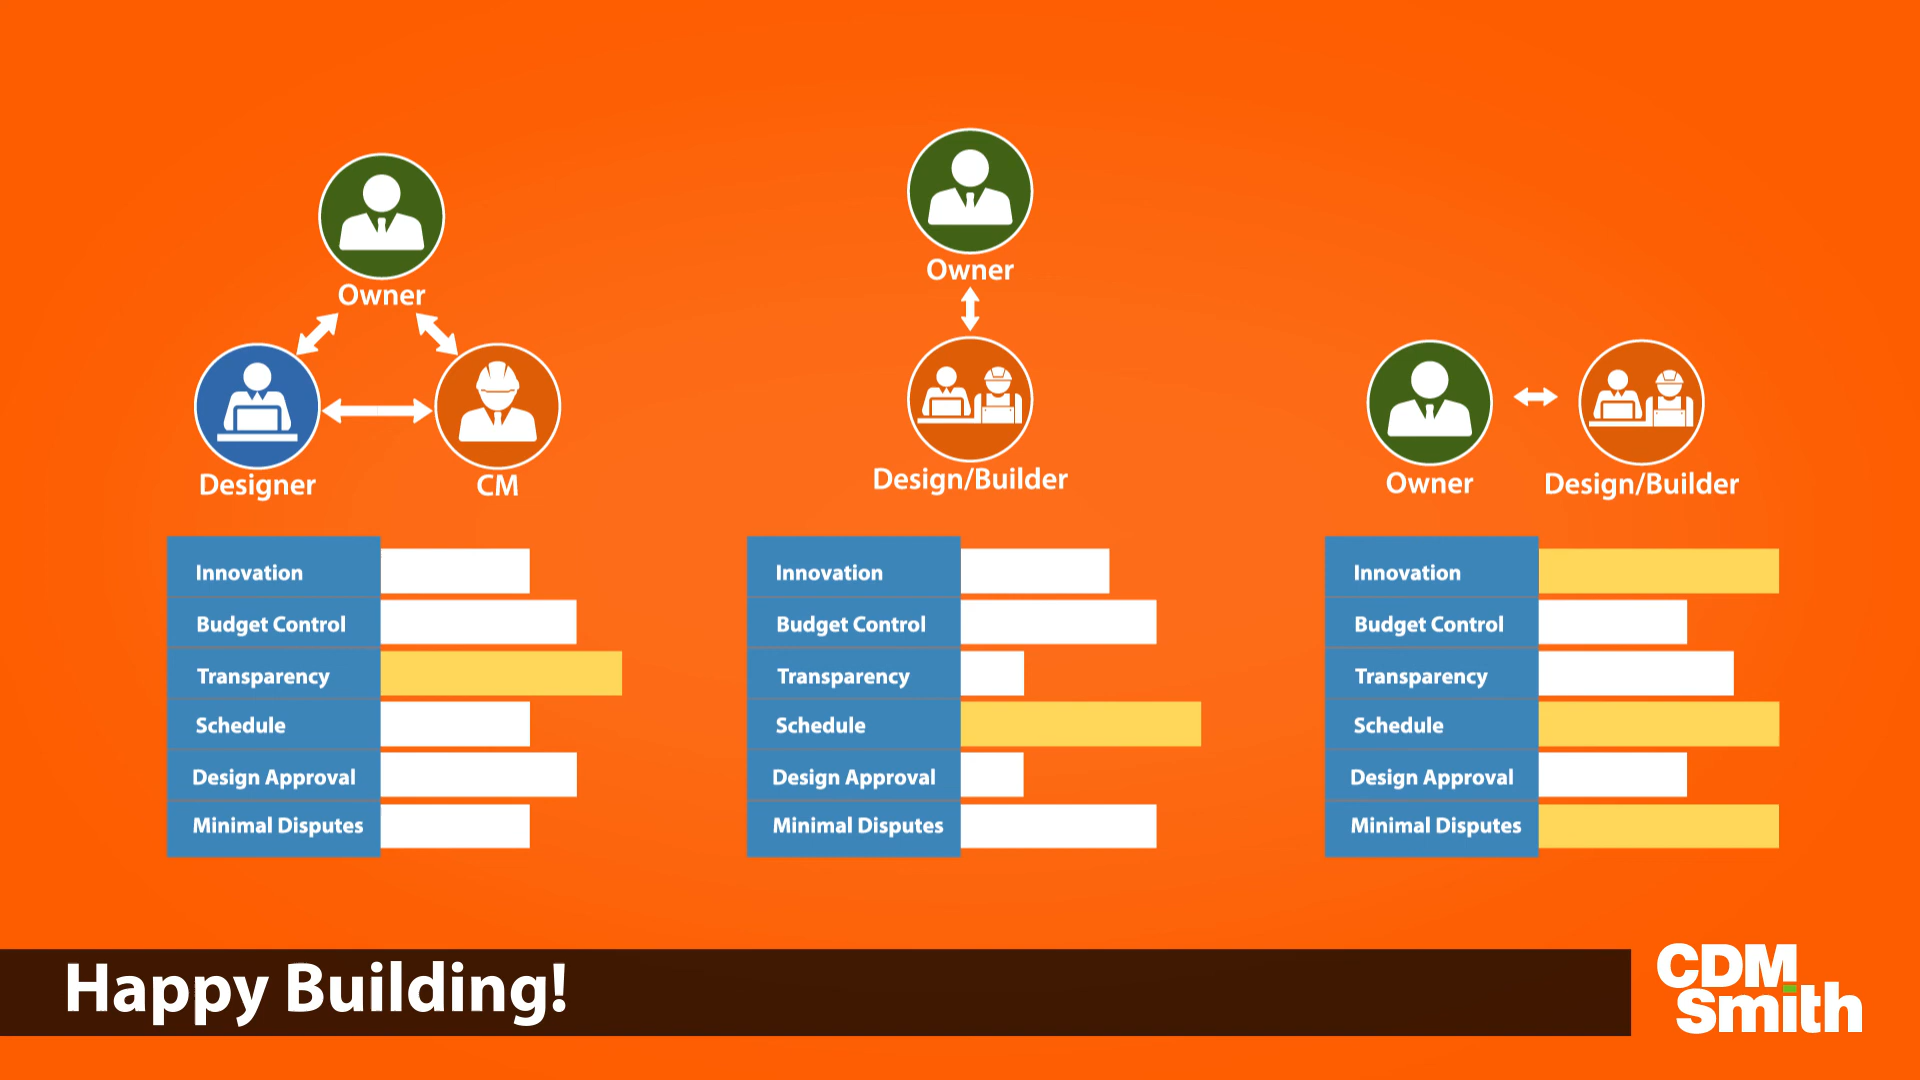 Owner
Designer
CM
Innovation
Budget Control
Transparency
Schedule
Design Approval
Minimal Disputes
Owner
Design/Builder
Innovation
Budget Control
Transparency
Schedule
Design Approval
Minimal Disputes
Owner
Design/Builder
Innovation
Budget Control
Transparency
Schedule
Design Approval
Minimal Disputes
Happy Building!
CDM
Smith